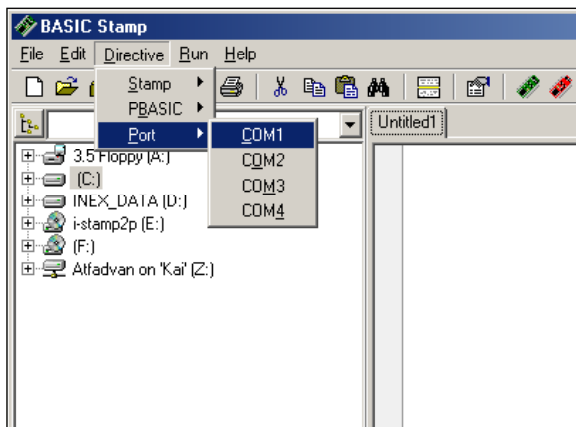 BASIC Stamp
File Edit Directive Run Help
Stamp
PBASIC
Port
COM1
COM2
COM3
COM4
Untitled1
3.5 Floppy (A:)
(C:)
INEX_DATA (D:)
i-stamp2p (E:)
(F:)
Atfadvan on 'Kai' (Z:)